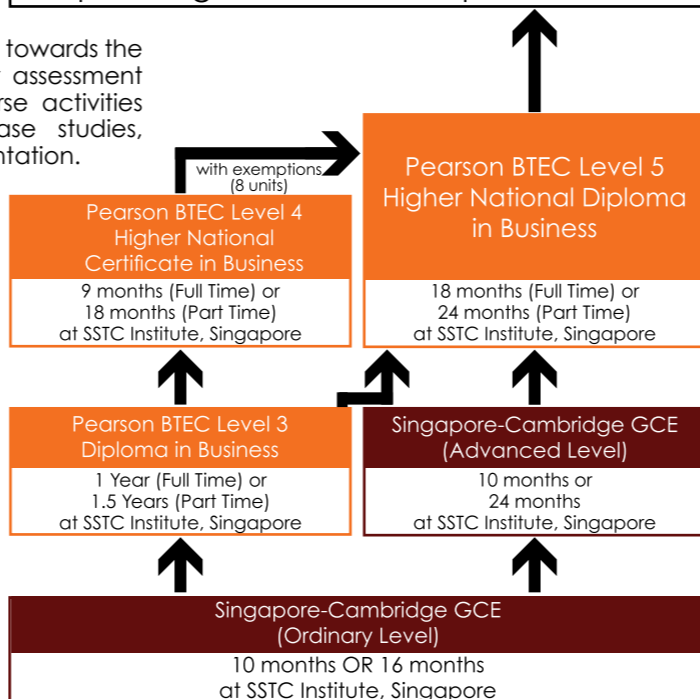 towards the
assessment
activities
studies,
with exemptions
(8 units)
Pearson BTEC Level 5
Higher National Diploma
in Business
18 months (Full Time) or
24 months (Part Time)
at SSTC Institute, Singapore
Pearson BTEC Level 4
Higher National
Certificate in Business
9 months (Full Time) or
18 months (Part Time)
at SSTC Institute, Singapore
Pearson BTEC Level 3
Diploma in Business
1 Year (Full Time) or
1.5 Years (Part Time)
at SSTC Institute, Singapore
Singapore-Cambridge GCE
(Advanced Level)
10 months or
24 months
at SSTC Institute, Singapore
Singapore-Cambridge GCE
(Ordinary Level)
10 months OR 16 months
at SSTC Institute, Singapore